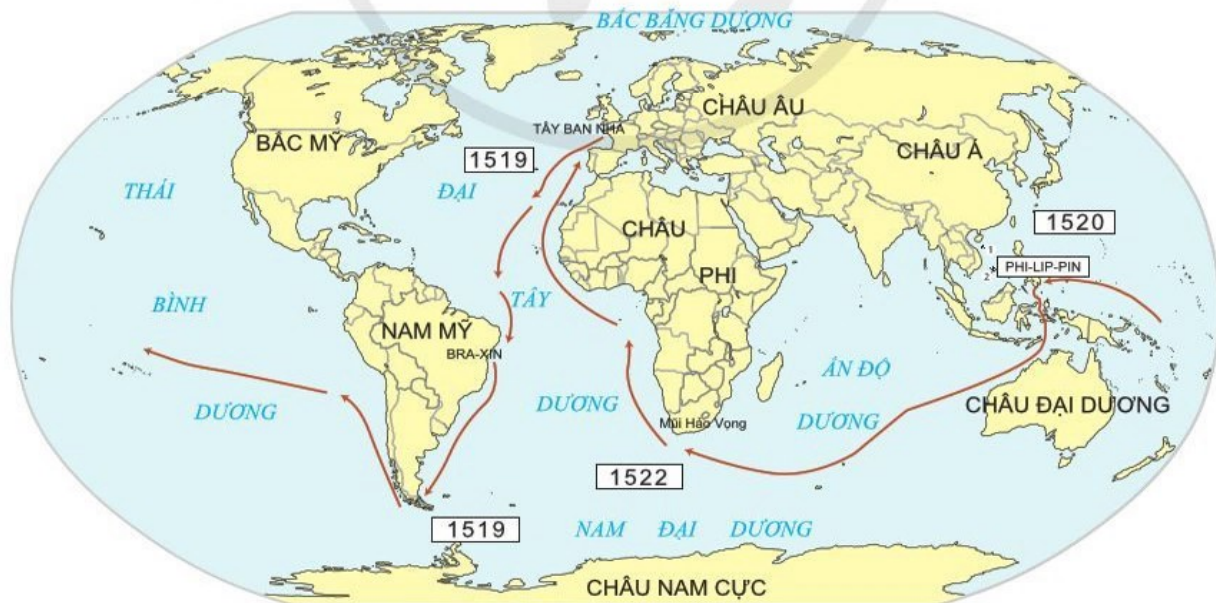 BẮC BĂNG DƯƠNG
CHÂU ÂU
TÂY BAN NHA
BẮC MỸ
CHÂU Á
1519
THÁI
ĐẠI
1520
CHÂU
PHI
1
2
PHI-LIP-PIN
BÌNH
TÂY
NAM MỸ
BRA-XIN
ẤN ĐỘ
DƯƠNG
DƯƠNG
DƯƠNG
CHÂU ĐẠI DƯƠNG
Mũi Hảo Vọng
1522
1519
NAM ĐẠI DƯƠNG
CHÂU NAM CỰC